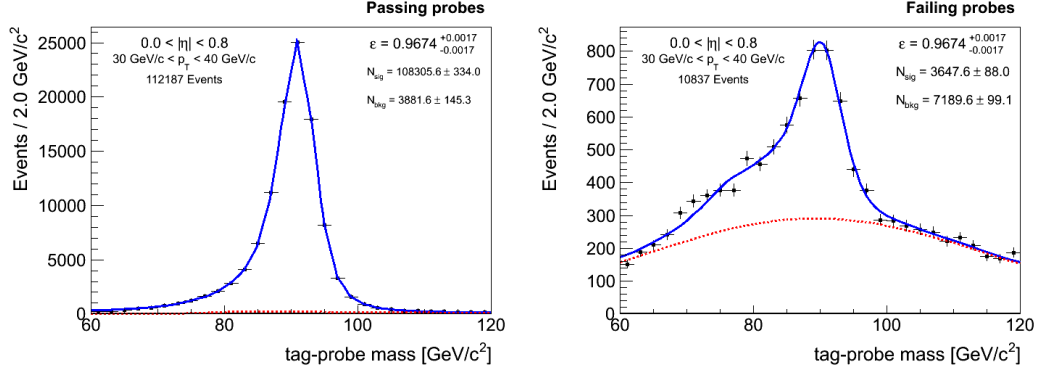 Passing probes
Events / 2.0 GeV/c²
25000
20000
15000
10000
5000
0
0.0 < |η| < 0.8
30 GeV/c < p_T < 40 GeV/c
112187 Events
ε = 0.9674 +0.0017 -0.0017
N_sig = 108305.6 ± 334.0
N_bkg = 3881.6 ± 145.3
60 80 100 120
tag-probe mass [GeV/c²]
Failing probes
Events / 2.0 GeV/c²
800
700
600
500
400
300
200
100
0
0.0 < |η| < 0.8
30 GeV/c < p_T < 40 GeV/c
10837 Events
ε = 0.9674 +0.0017 -0.0017
N_sig = 3647.6 ± 88.0
N_bkg = 7189.6 ± 99.1
60 80 100 120
tag-probe mass [GeV/c²]